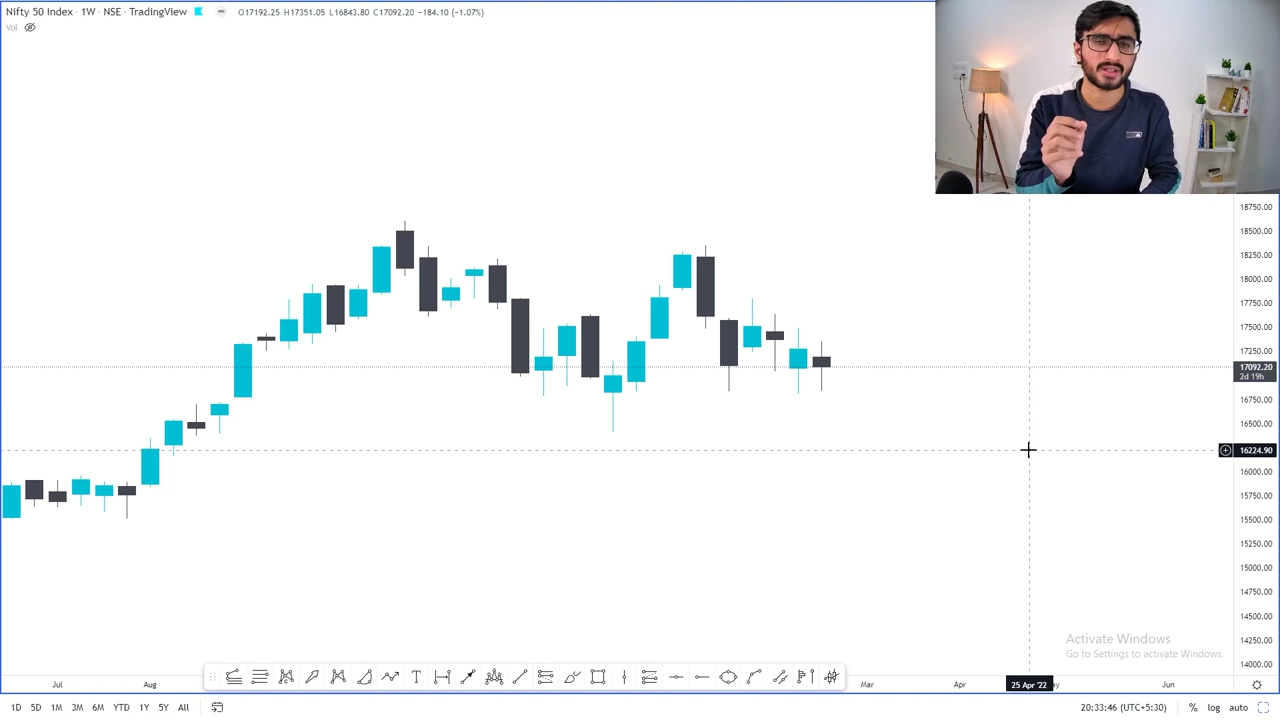 Nifty 50 Index · 1W · NSE · TradingView O17192.25 H17351.05 L16843.80 C17092.20 −184.10 (−1.07%)
Vol
18750.00
18500.00
18250.00
18000.00
17750.00
17500.00
17250.00
17092.20
2d 19h
16750.00
16500.00
16224.90
16000.00
15750.00
15500.00
15250.00
15000.00
14750.00
14500.00
14250.00
14000.00
Activate Windows
Go to Settings to activate Windows.
Jul Aug Mar Apr 25 Apr '22 Jun
1D 5D 1M 3M 6M YTD 1Y 5Y All 20:33:46 (UTC+5:30) % log auto